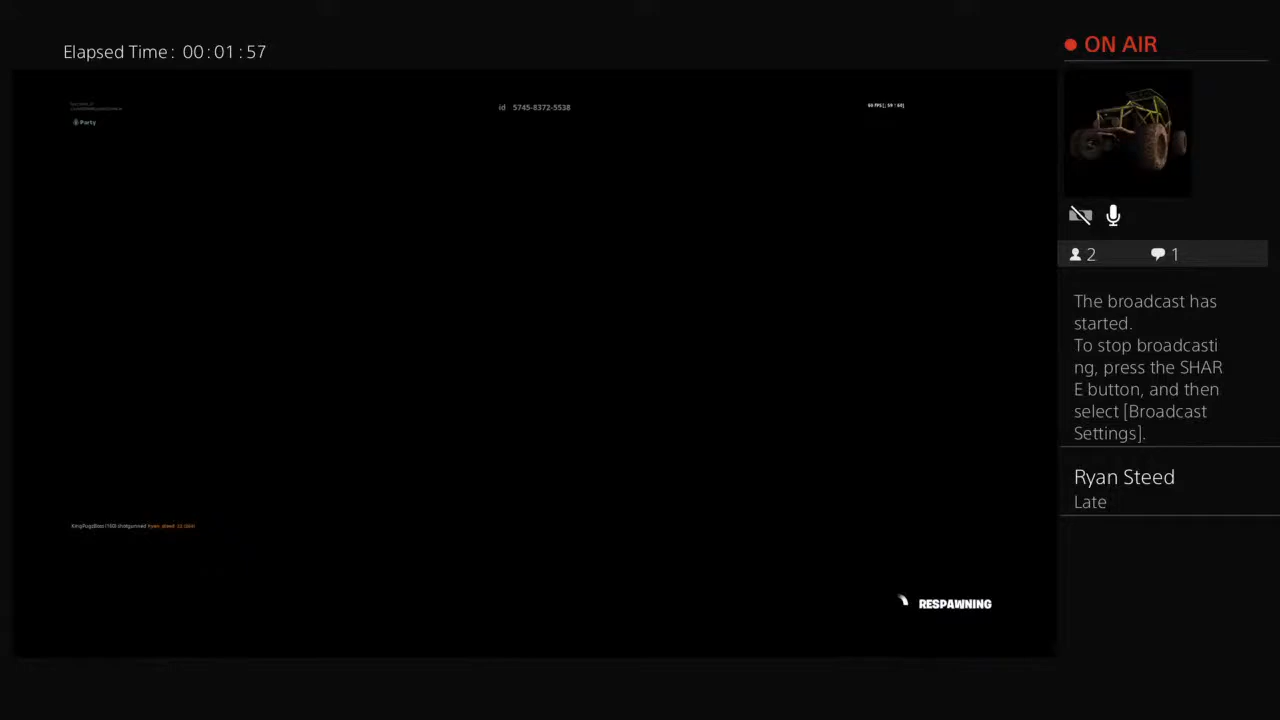 Elapsed Time: 00:01:57
ON AIR
id 5745-8372-5538
Party
2
1
The broadcast has
started.
To stop broadcasti
ng, press the SHAR
E button, and then
select [Broadcast
Settings].
Ryan Steed
Late
shotgunned
RESPAWNING